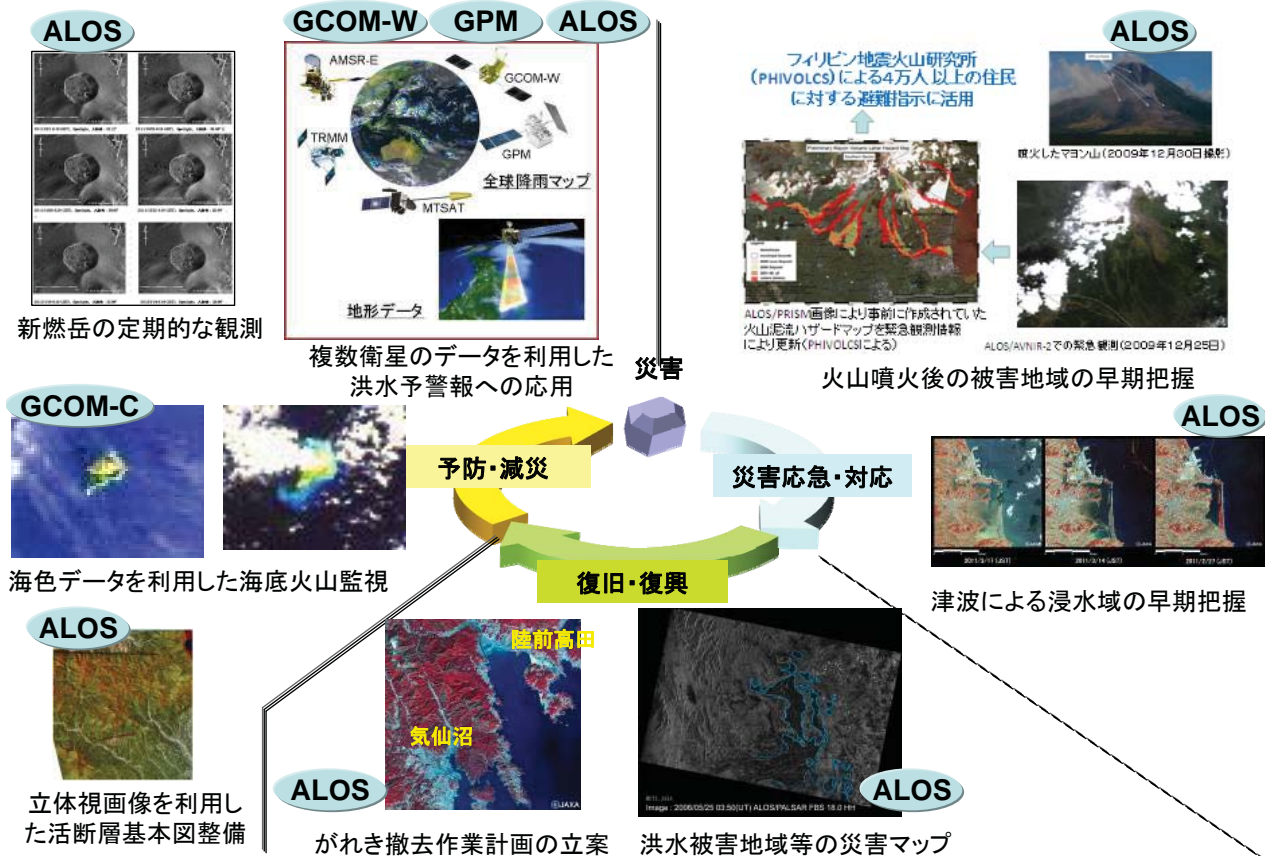 ALOS
新燃岳の定期的な観測
GCOM-W
GPM
ALOS
AMSR-E
GCOM-W
TRMM
GPM
全球降雨マップ
MTSAT
地形データ
複数衛星のデータを利用した
洪水予警報への応用
ALOS
フィリピン地震火山研究所
(PHIVOLCS)による4万人以上の住民
に対する避難指示に活用
噴火したマヨン山(2009年12月30日撮影)
ALOS/PRISM画像により事前に作成されていた
火山泥流ハザードマップを緊急観測情報
により更新(PHIVOLCSによる)
ALOS/AVNIR-2での緊急観測(2009年12月25日)
火山噴火後の被害地域の早期把握
災害
GCOM-C
海色データを利用した海底火山監視
予防・減災
災害応急・対応
復旧・復興
ALOS
津波による浸水域の早期把握
ALOS
立体視画像を利用し
た活断層基本図整備
陸前高田
気仙沼
©JAXA
ALOS
がれき撤去作業計画の立案
Image : 2006/05/25 03:50(UT) ALOS/PALSAR FBS 18.0 HH
ALOS
洪水被害地域等の災害マップ